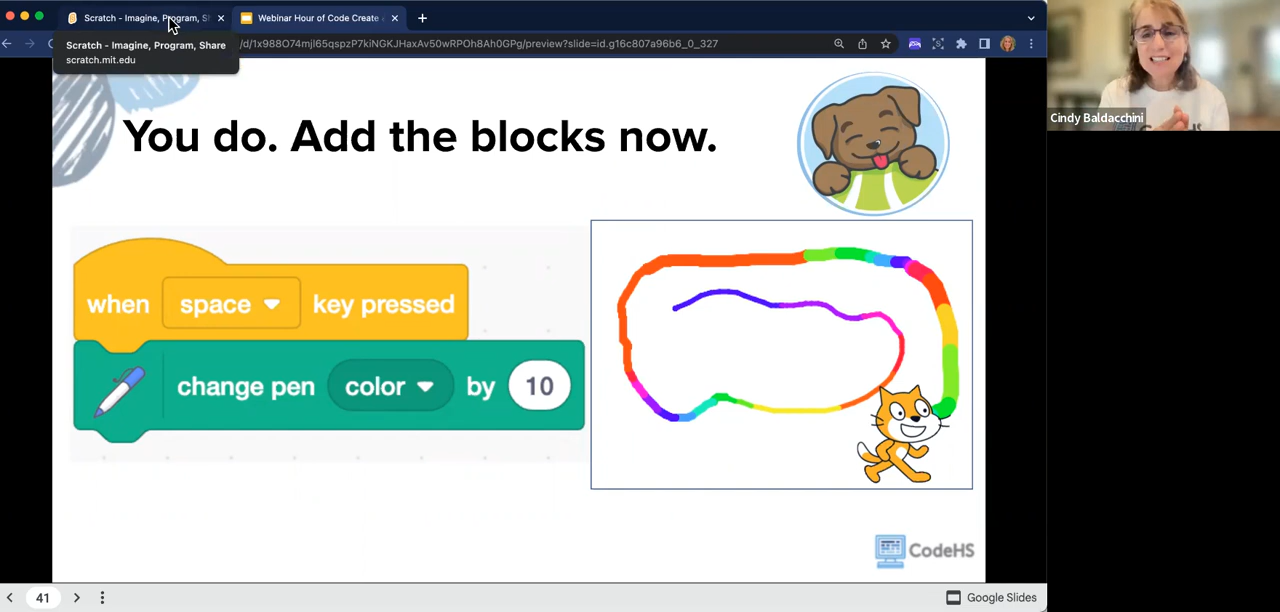 Scratch - Imagine, Program, S
Webinar Hour of Code Create
Scratch - Imagine, Program, Share
scratch.mit.edu
/d/1x988O74mjl65qspzP7kiNGKJHaxAv50wRPOh8Ah0GPg/preview?slide=id.g16c807a96b6_0_327
Cindy Baldacchini
You do. Add the blocks now.
when space key pressed
change pen color by 10
CodeHS
41
Google Slides